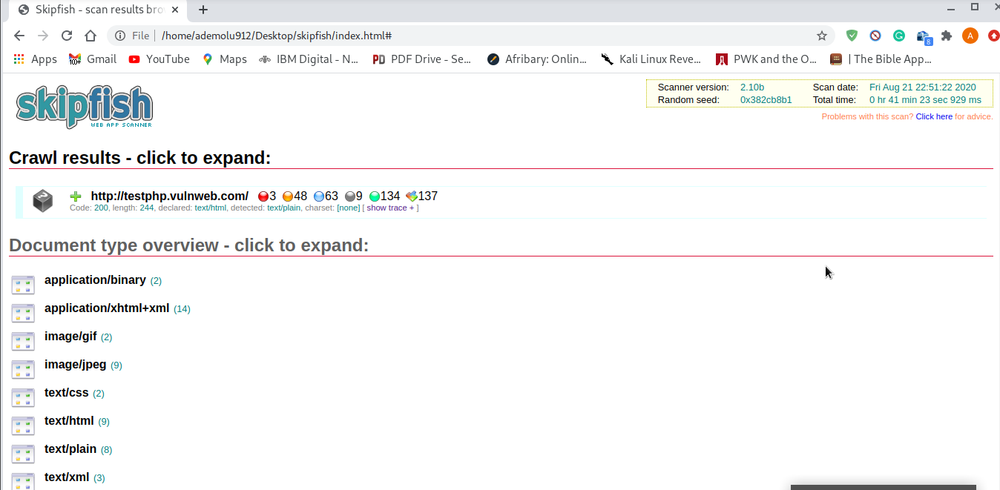 Skipfish - scan results bro
File
/home/ademolu912/Desktop/skipfish/index.html#
A
8
Apps
100+
Gmail
YouTube
Maps
IBM Digital - N...
PD
PDF Drive - Se...
Afribary: Onlin...
Kali Linux Reve...
PWK and the O...
| The Bible App...
skipfish
WEB APP SCANNER
Scanner version: 2.10b Scan date: Fri Aug 21 22:51:22 2020
Random seed: 0x382cb8b1 Total time: 0 hr 41 min 23 sec 929 ms
Problems with this scan? Click here for advice.
Crawl results - click to expand:
http://testphp.vulnweb.com/ 3 48 63 9 134 137
Code: 200, length: 244, declared: text/html, detected: text/plain, charset: [none] [ show trace + ]
Document type overview - click to expand:
application/binary (2)
application/xhtml+xml (14)
image/gif (2)
image/jpeg (9)
text/css (2)
text/html (9)
text/plain (8)
text/xml (3)